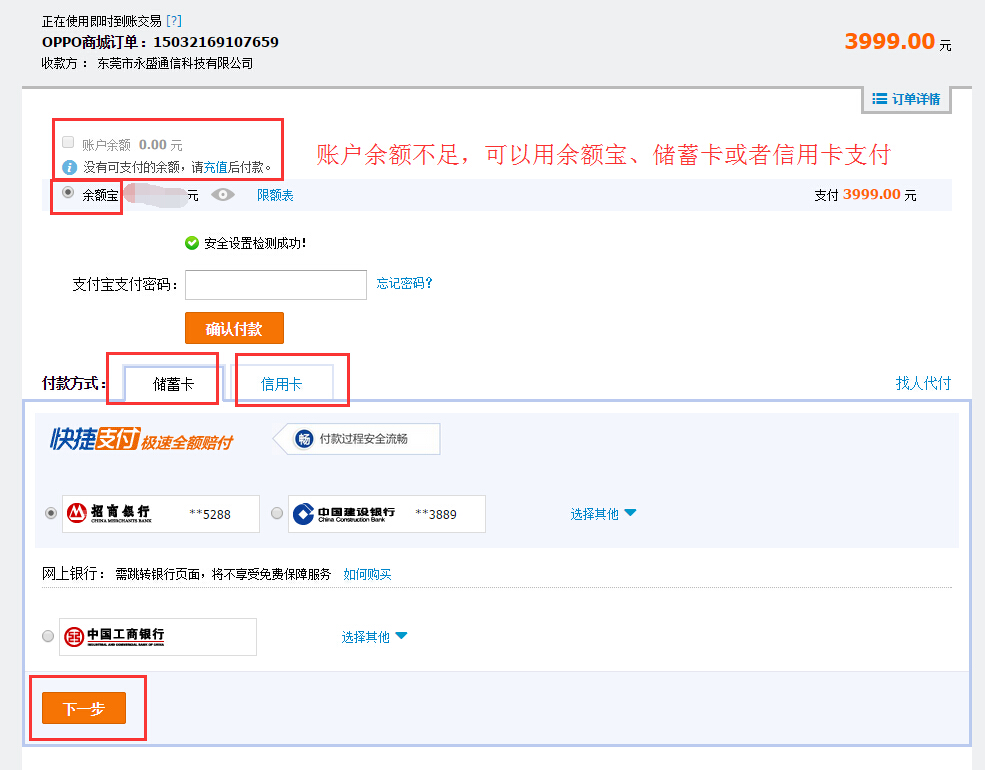 正在使用即时到账交易 [?]
OPPO商城订单：15032169107659
3999.00 元
收款方： 东莞市永盛通信科技有限公司
订单详情
账户余额 0.00 元
没有可支付的余额，请充值后付款。
账户余额不足，可以用余额宝、储蓄卡或者信用卡支付
余额宝 元 限额表 支付 3999.00 元
安全设置检测成功！
支付宝支付密码： 忘记密码?
确认付款
付款方式： 储蓄卡 信用卡 找人代付
快捷支付 极速全额赔付 畅 付款过程安全流畅
招商银行 CHINA MERCHANTS BANK **5288 中国建设银行 China Construction Bank **3889 选择其他
网上银行： 需跳转银行页面，将不享受免费保障服务 如何购买
中国工商银行 INDUSTRIAL AND COMMERCIAL BANK OF CHINA 选择其他
下一步